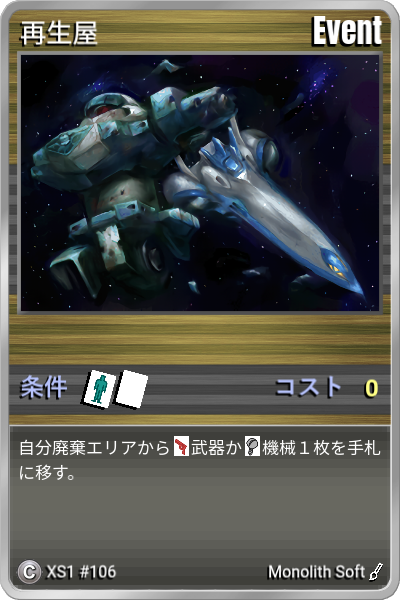 再生屋 Event
条件 コスト 0
自分廃棄エリアから武器か機械１枚を手札
に移す。
C XS1 #106 Monolith Soft